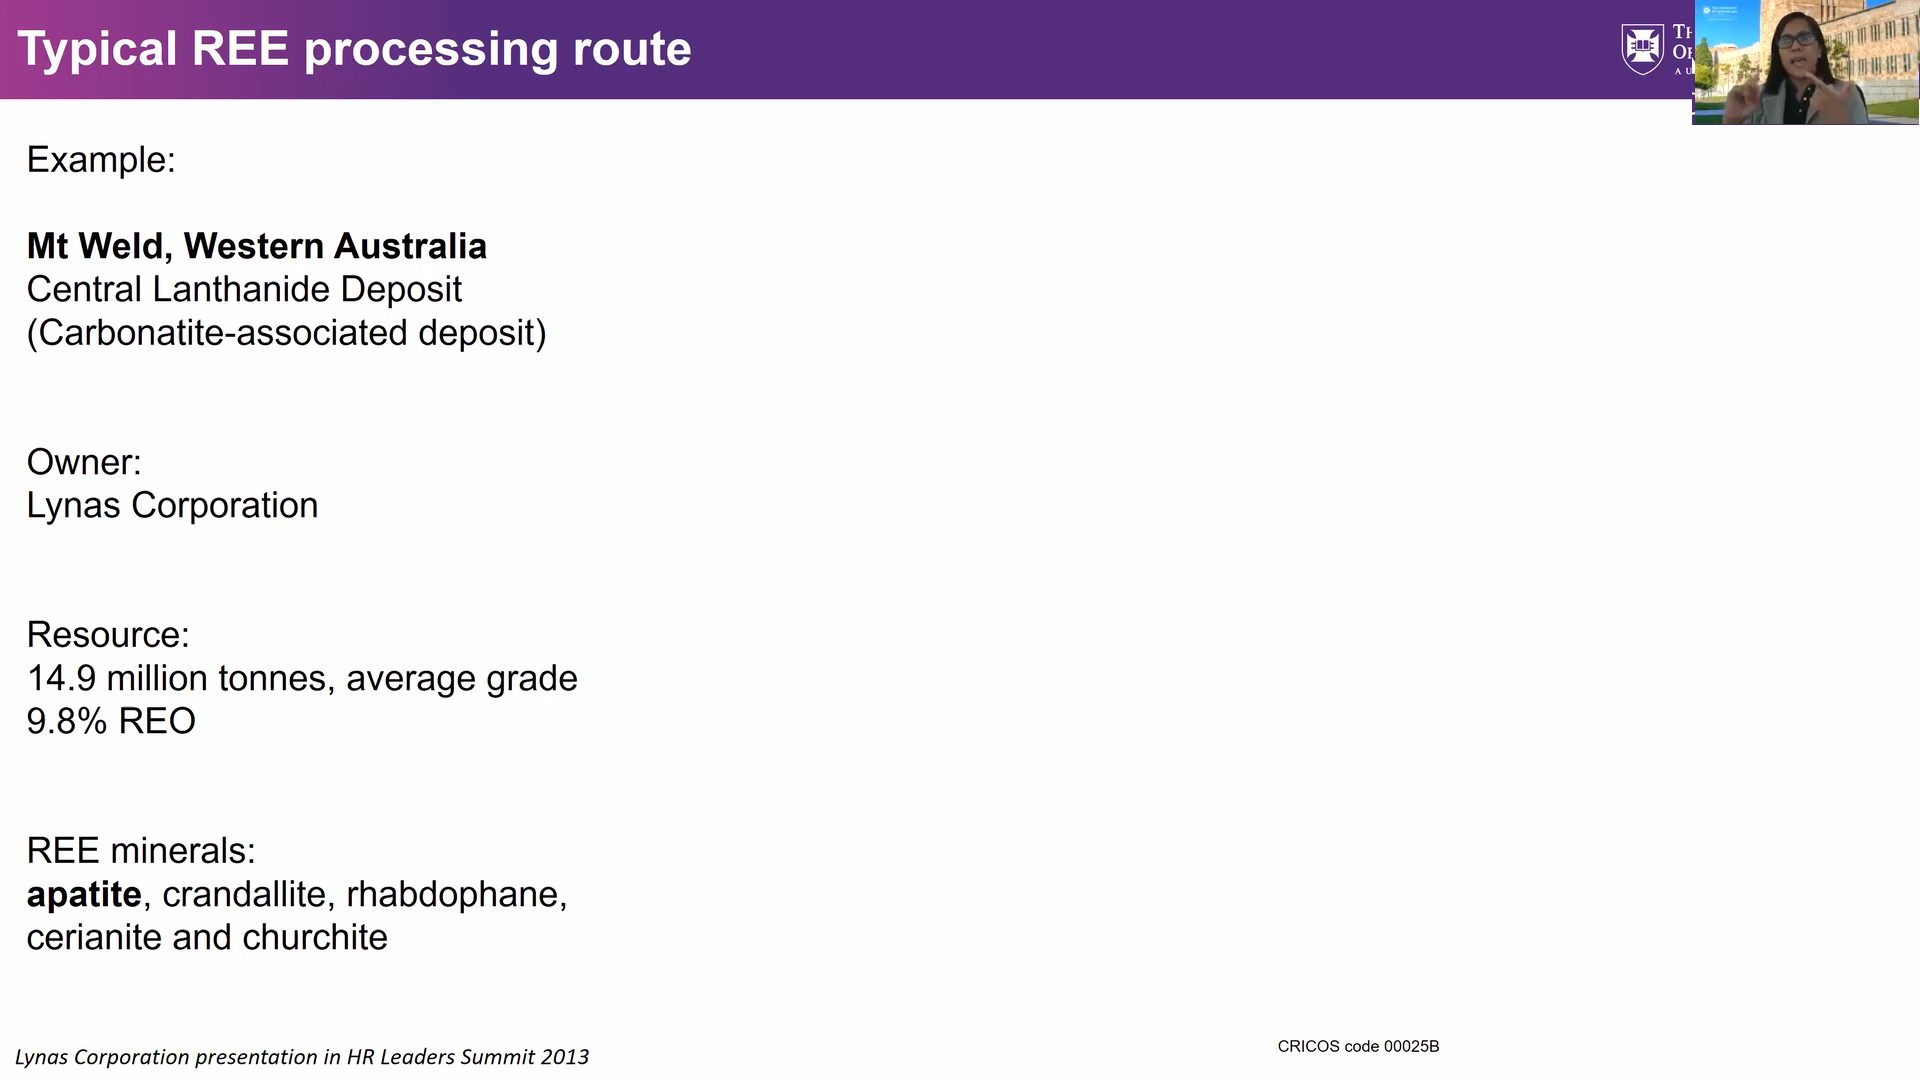 Typical REE processing route
Example:
Mt Weld, Western Australia
Central Lanthanide Deposit
(Carbonatite-associated deposit)
Owner:
Lynas Corporation
Resource:
14.9 million tonnes, average grade
9.8% REO
REE minerals:
apatite, crandallite, rhabdophane,
cerianite and churchite
Lynas Corporation presentation in HR Leaders Summit 2013
CRICOS code 00025B